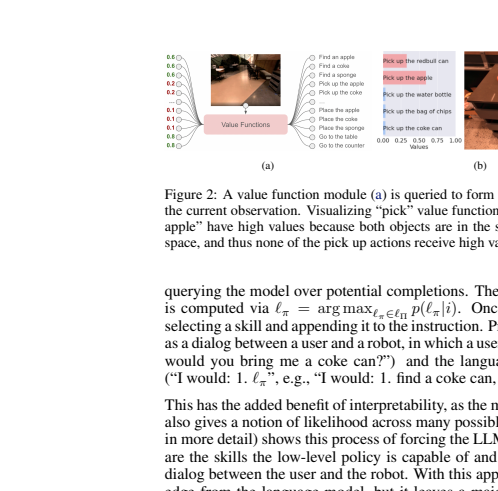 0.6 Find an apple
0.6 Find a coke
0.6 Find a sponge
0.2 Pick up the apple
0.2 Pick up the coke
... ...
0.1 Place the apple
0.1 Place the coke
0.1 Place the sponge
0.8 Go to the table
0.8 Go to the counter
Value Functions
(a)
Pick up the redbull can
Pick up the apple
Pick up the water bottle
Pick up the bag of chips
Pick up the coke can
0.00 0.25 0.50 0.75 1.00
Values
(b)
Figure 2: A value function module (a) is queried to form
the current observation. Visualizing “pick” value function
apple” have high values because both objects are in the s
space, and thus none of the pick up actions receive high va
querying the model over potential completions. The
is computed via ℓπ = arg maxℓπ∈ℓΠ p(ℓπ|i). Onc
selecting a skill and appending it to the instruction. P
as a dialog between a user and a robot, in which a use
would you bring me a coke can?”) and the langua
(“I would: 1. ℓπ”, e.g., “I would: 1. find a coke can,
This has the added benefit of interpretability, as the m
also gives a notion of likelihood across many possibl
in more detail) shows this process of forcing the LLM
are the skills the low-level policy is capable of and
dialog between the user and the robot. With this app